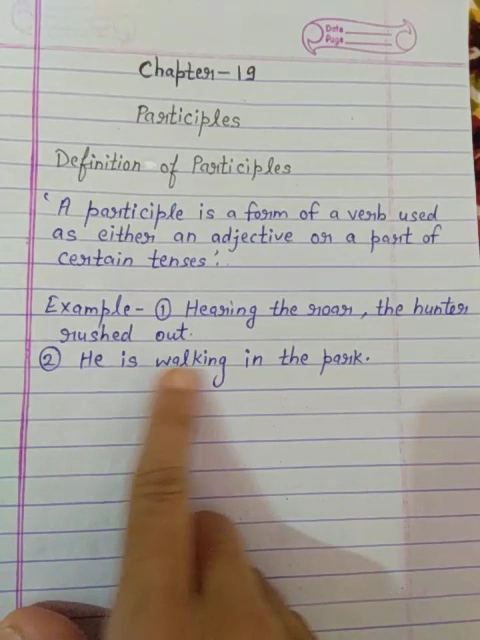 Date
Page
Chapter-19
Participles
Definition of Participles
'A participle is a form of a verb used
as either an adjective or a part of
certain tenses'.
Example- ① Hearing the roar, the hunter
rushed out.
② He is walking in the park.